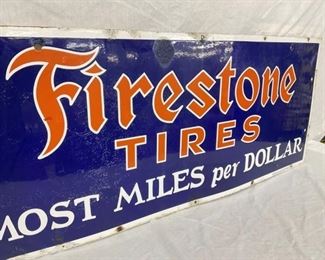 Firestone
TIRES
MOST MILES per DOLLAR